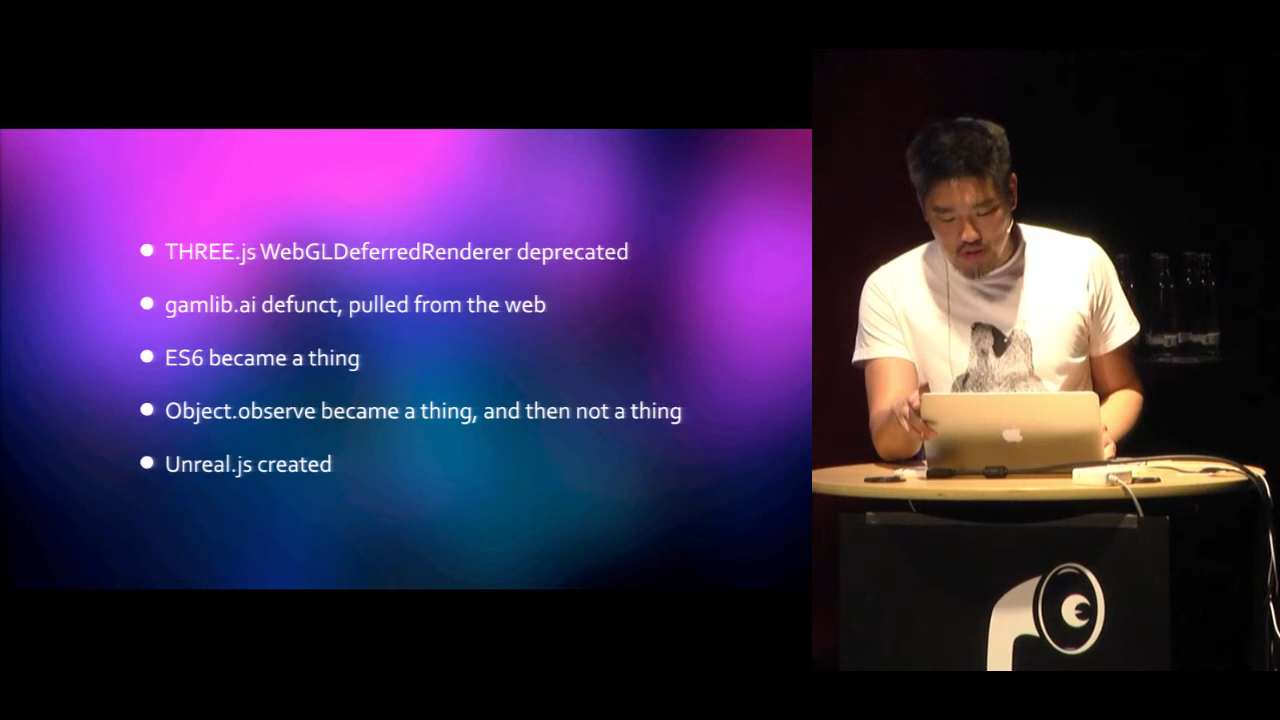 THREE.js WebGLDeferredRenderer deprecated
gamlib.ai defunct, pulled from the web
ES6 became a thing
Object.observe became a thing, and then not a thing
Unreal.js created